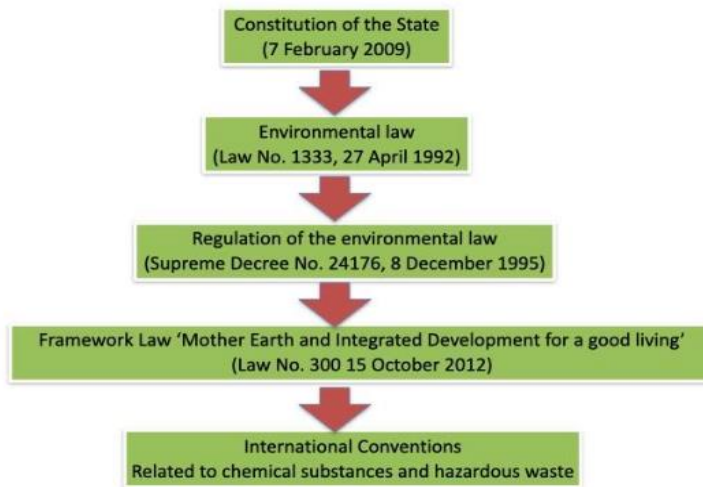 Constitution of the State
(7 February 2009)
Environmental law
(Law No. 1333, 27 April 1992)
Regulation of the environmental law
(Supreme Decree No. 24176, 8 December 1995)
Framework Law ‘Mother Earth and Integrated Development for a good living’
(Law No. 300 15 October 2012)
International Conventions
Related to chemical substances and hazardous waste